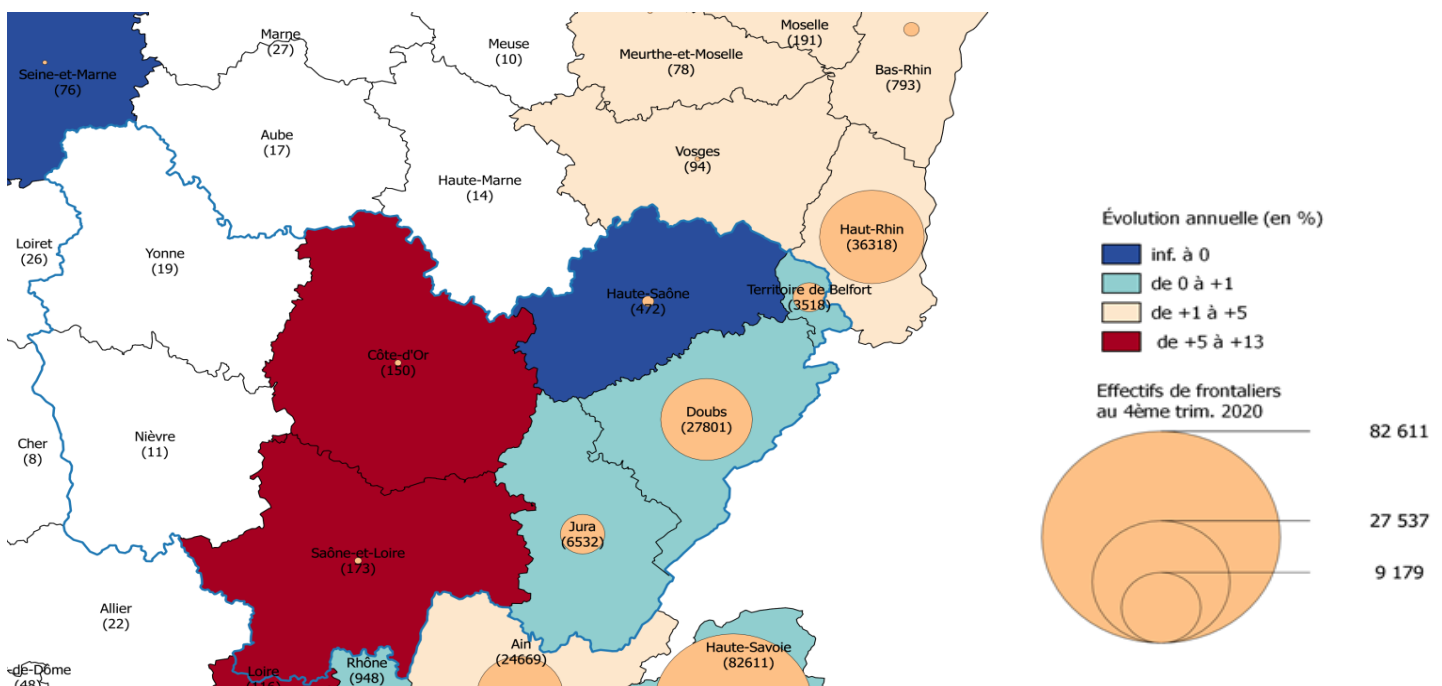 Marne
(27)
Meuse
(10)
Moselle
(191)
Meurthe-et-Moselle
(78)
Seine-et-Marne
(76)
Bas-Rhin
(793)
Aube
(17)
Vosges
(94)
Haute-Marne
(14)
Loiret
(26)
Yonne
(19)
Haut-Rhin
(36318)
Haute-Saône
(472)
Territoire de Belfort
(3518)
Côte-d'Or
(150)
Doubs
(27801)
Cher
(8)
Nièvre
(11)
Jura
(6532)
Saône-et-Loire
(173)
Allier
(22)
Ain
(24669)
Haute-Savoie
(82611)
Rhône
(948)
Loire
(116)
-de-Dôme
(48)
Évolution annuelle (en %)
inf. à 0
de 0 à +1
de +1 à +5
de +5 à +13
Effectifs de frontaliers
au 4ème trim. 2020
82 611
27 537
9 179